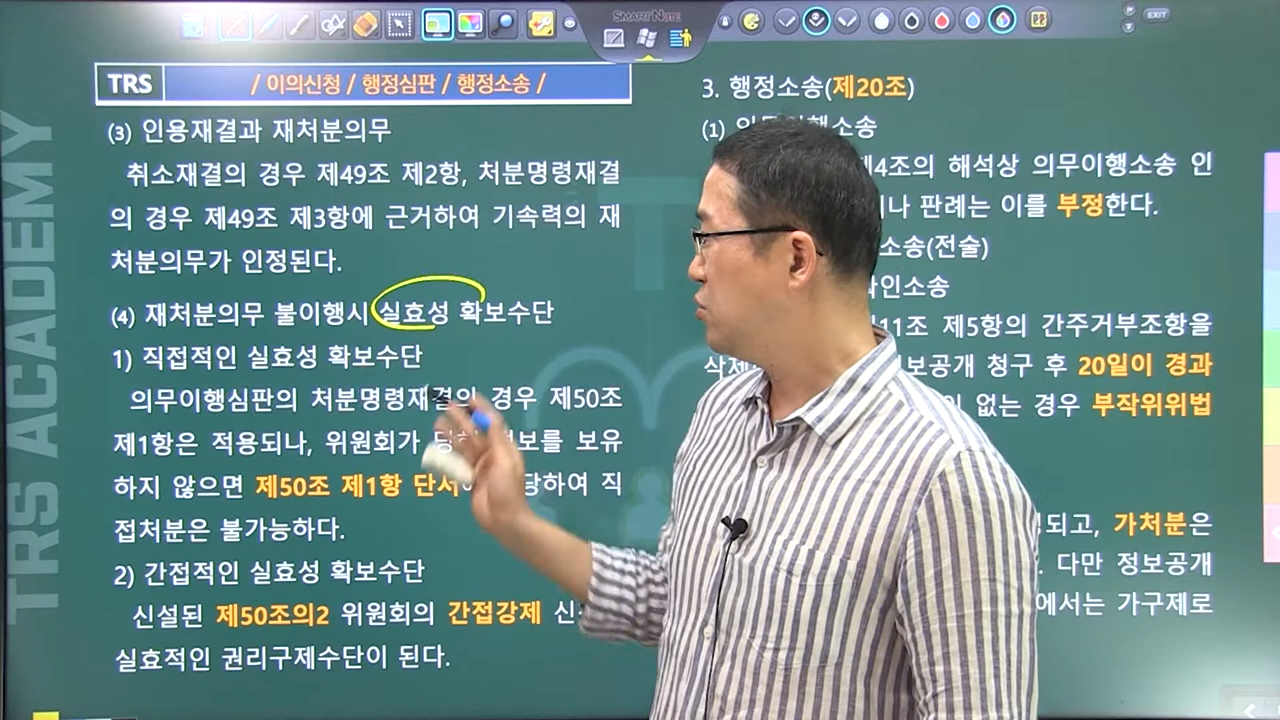 SMART NOTE
EXIT
TRS
/ 이의신청 / 행정심판 / 행정소송 /
(3) 인용재결과 재처분의무
취소재결의 경우 제49조 제2항, 처분명령재결
의 경우 제49조 제3항에 근거하여 기속력의 재
처분의무가 인정된다.
(4) 재처분의무 불이행시 실효성 확보수단
1) 직접적인 실효성 확보수단
의무이행심판의 처분명령재결의 경우 제50조
제1항은 적용되나, 위원회가 보유
하지 않으면 제50조 제1항 단서 당하여 직
접처분은 불가능하다.
2) 간접적인 실효성 확보수단
신설된 제50조의2 위원회의 간접강제
실효적인 권리구제수단이 된다.
3. 행정소송(제20조)
(1)
제4조의 해석상 의무이행소송 인
판례는 이를 부정한다.
소송(전술)
확인소송
11조 제5항의 간주거부조항을
삭제 보공개 청구 후 20일이 경과
없는 경우 부작위위법
되고, 가처분은
다만 정보공개
에서는 가구제로
TRS ACADEMY